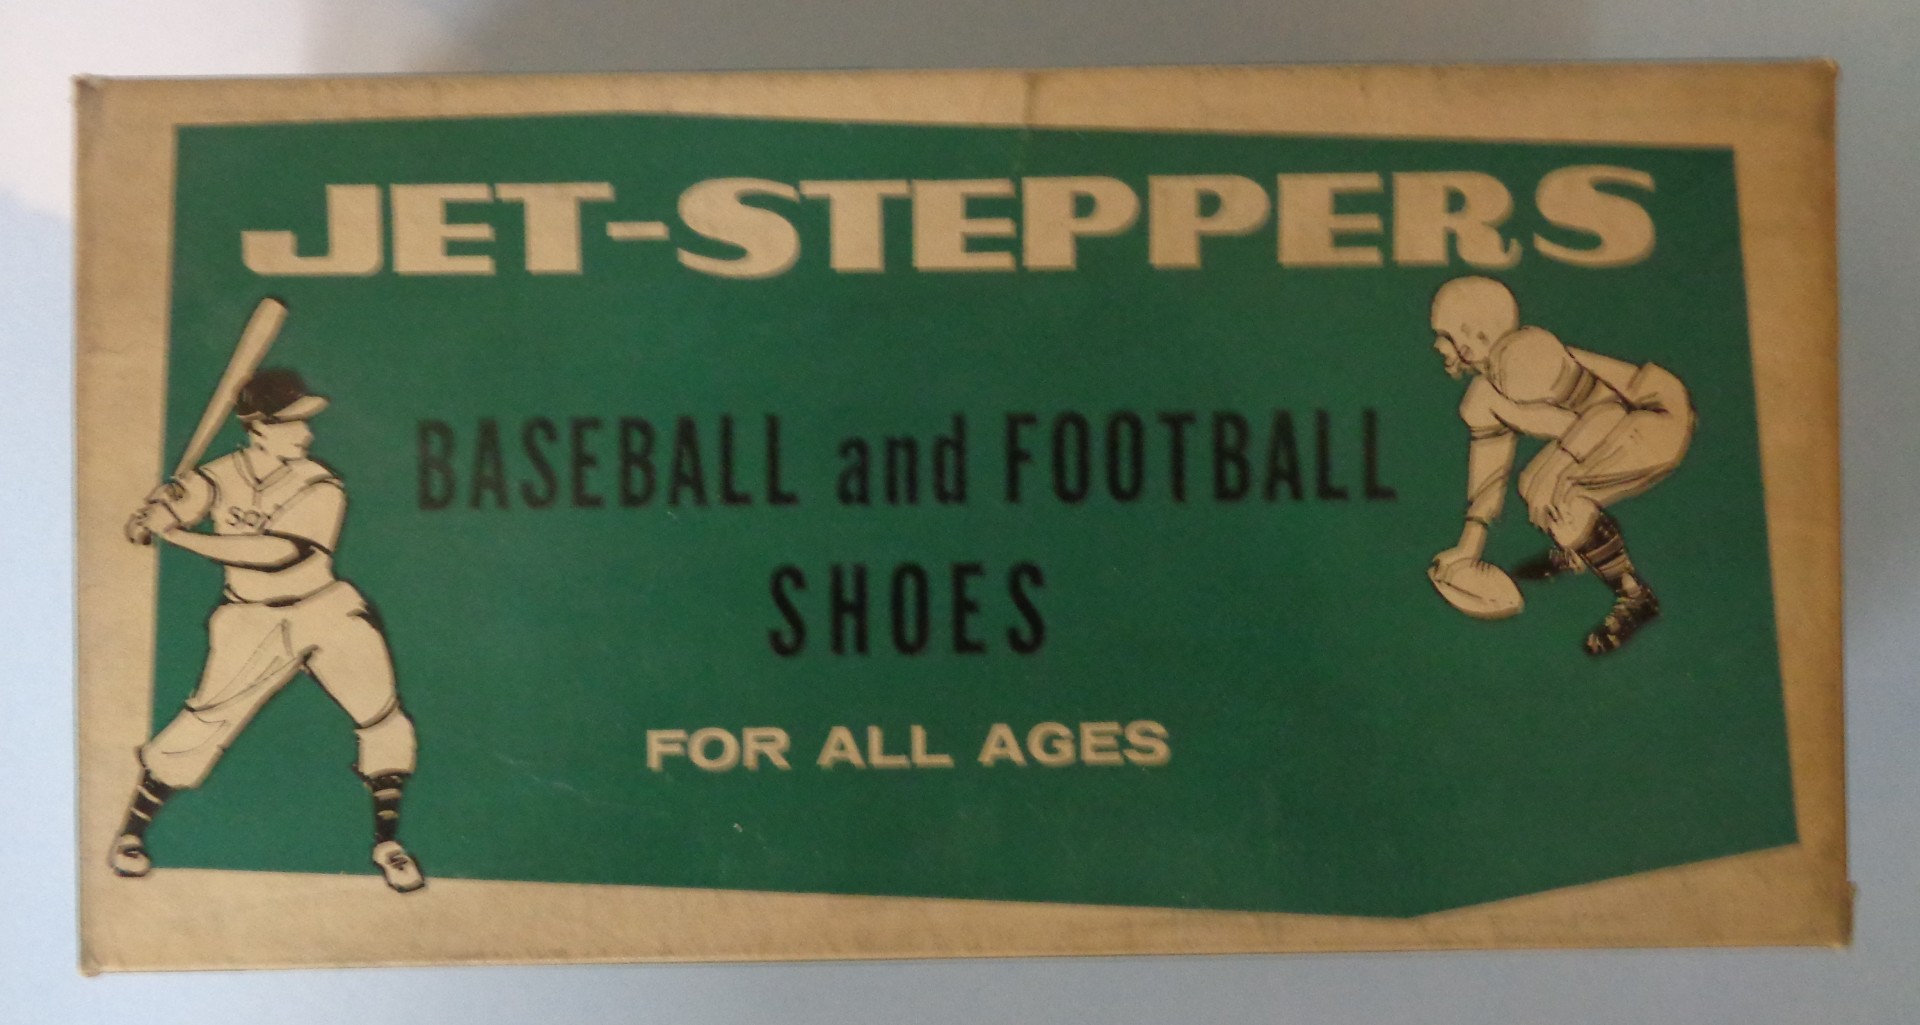 JET-STEPPERS
BASEBALL and FOOTBALL
SHOES
FOR ALL AGES